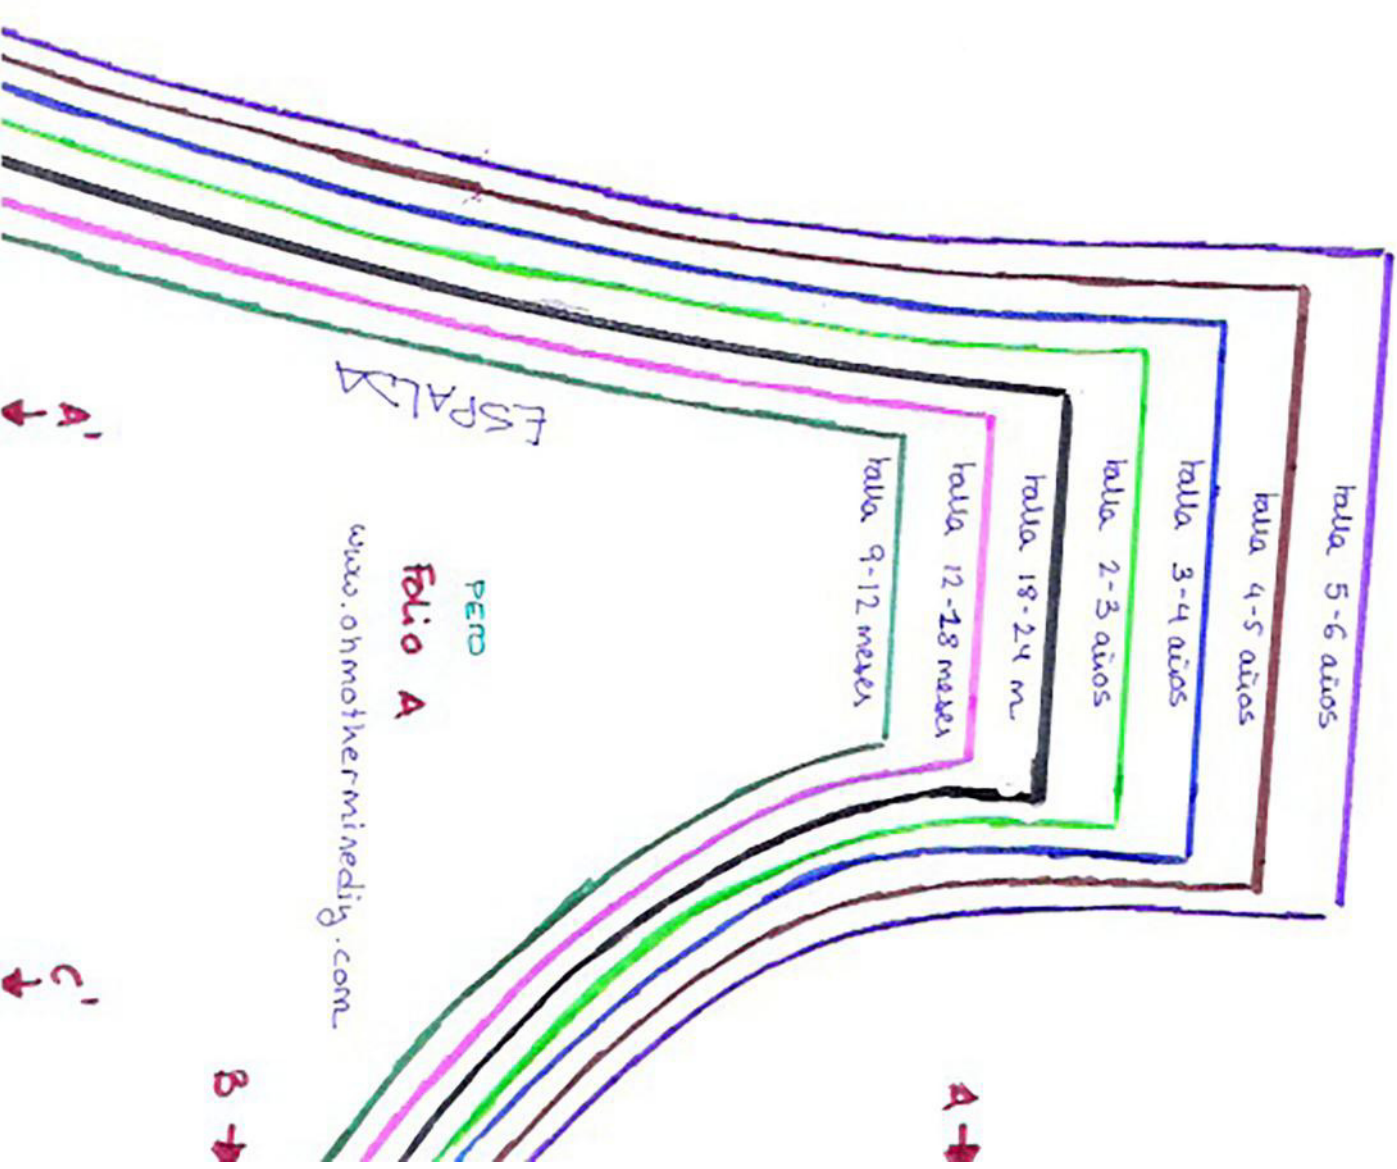 ESPALDA
talla 5-6 años
talla 4-5 años
talla 3-4 años
talla 2-3 años
talla 18-24 m
talla 12-18 meses
talla 9-12 meses
PETO
Folio A
www.ohmotherminediy.com
A'
C'
B
A